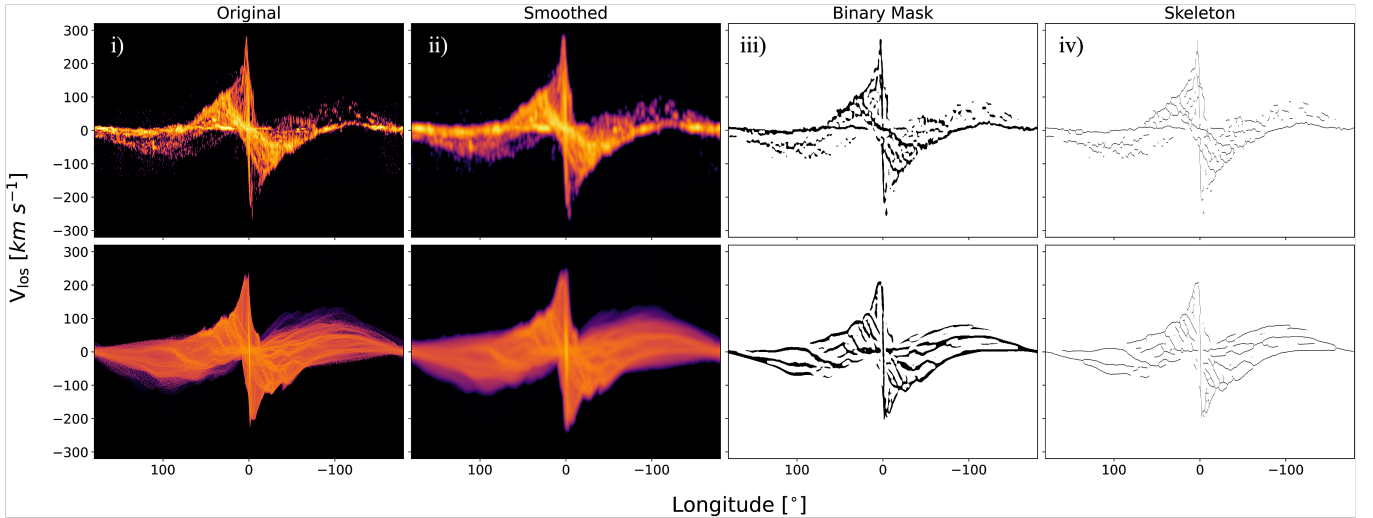 Original Smoothed Binary Mask Skeleton
i) ii) iii) iv)
300
200
100
0
−100
−200
−300
300
200
100
0
−100
−200
−300
V_los [km s⁻¹]
100 0 −100 100 0 −100 100 0 −100 100 0 −100
Longitude [°]